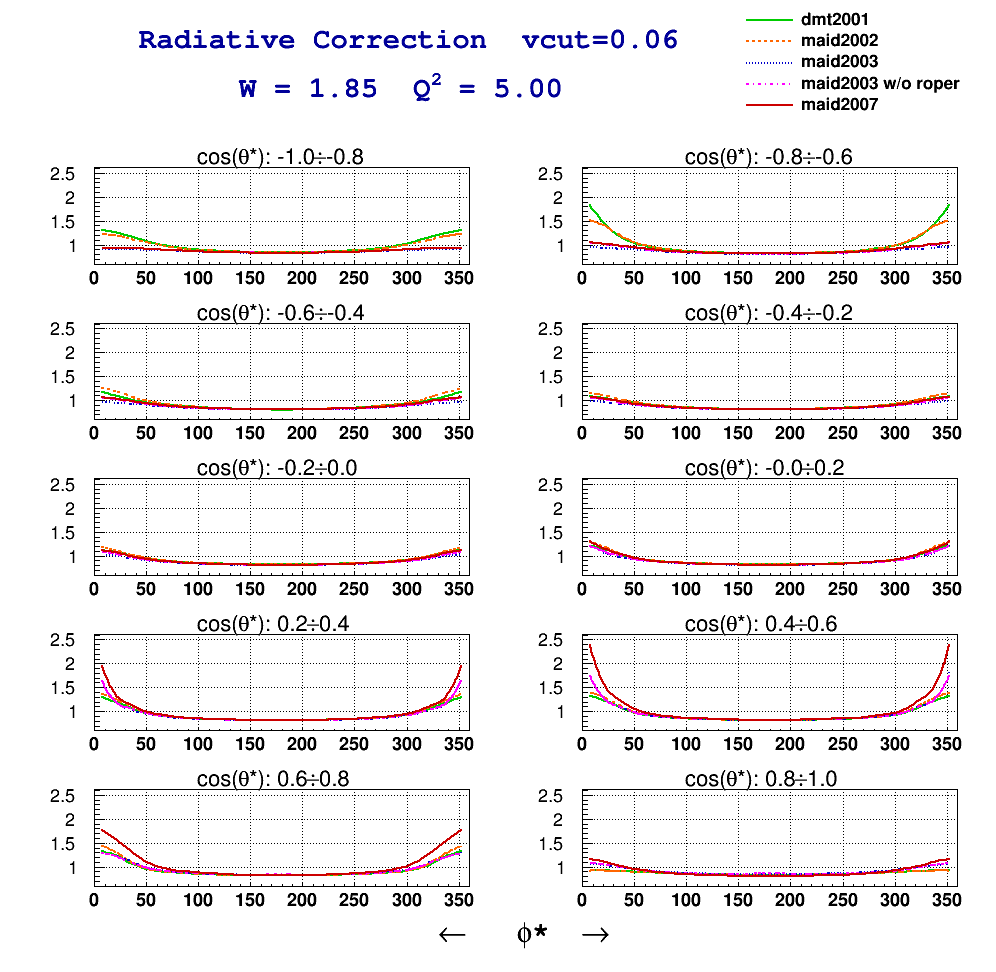 Radiative Correction  vcut=0.06
W = 1.85  Q² = 5.00
dmt2001
maid2002
maid2003
maid2003 w/o roper
maid2007
cos(θ*): -1.0÷-0.8
2.5
2
1.5
1
0 50 100 150 200 250 300 350
cos(θ*): -0.8÷-0.6
2.5
2
1.5
1
0 50 100 150 200 250 300 350
cos(θ*): -0.6÷-0.4
2.5
2
1.5
1
0 50 100 150 200 250 300 350
cos(θ*): -0.4÷-0.2
2.5
2
1.5
1
0 50 100 150 200 250 300 350
cos(θ*): -0.2÷0.0
2.5
2
1.5
1
0 50 100 150 200 250 300 350
cos(θ*): -0.0÷0.2
2.5
2
1.5
1
0 50 100 150 200 250 300 350
cos(θ*): 0.2÷0.4
2.5
2
1.5
1
0 50 100 150 200 250 300 350
cos(θ*): 0.4÷0.6
2.5
2
1.5
1
0 50 100 150 200 250 300 350
cos(θ*): 0.6÷0.8
2.5
2
1.5
1
0 50 100 150 200 250 300 350
cos(θ*): 0.8÷1.0
2.5
2
1.5
1
0 50 100 150 200 250 300 350
← ϕ* →